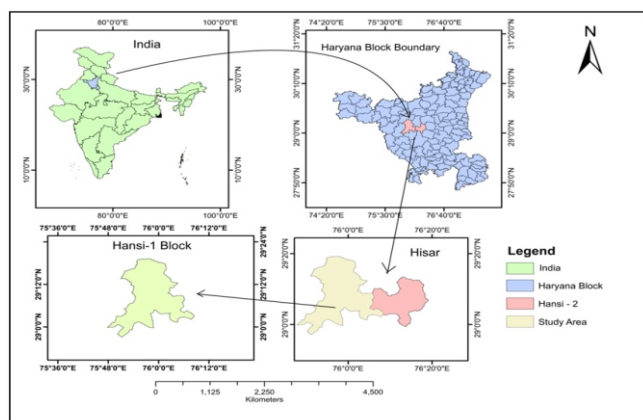 India
80°0'0"E 100°0'0"E
30°0'0"N
10°0'0"N
30°0'0"N
10°0'0"N
80°0'0"E 100°0'0"E
Haryana Block Boundary
74°20'0"E 75°30'0"E 76°40'0"E
31°20'0"N
30°10'0"N
29°0'0"N
27°50'0"N
31°20'0"N
30°10'0"N
29°0'0"N
27°50'0"N
74°20'0"E 75°30'0"E 76°40'0"E
N
75°36'0"E 75°48'0"E 76°0'0"E 76°12'0"E
Hansi-1 Block
29°12'0"N
29°0'0"N
29°24'0"N
29°12'0"N
29°0'0"N
75°36'0"E 75°48'0"E 76°0'0"E 76°12'0"E
76°0'0"E 76°20'0"E
Hisar
29°20'0"N
29°0'0"N
29°20'0"N
29°0'0"N
76°0'0"E 76°20'0"E
Legend
India
Haryana Block
Hansi - 2
Study Area
0 1,125 2,250 4,500
Kilometers